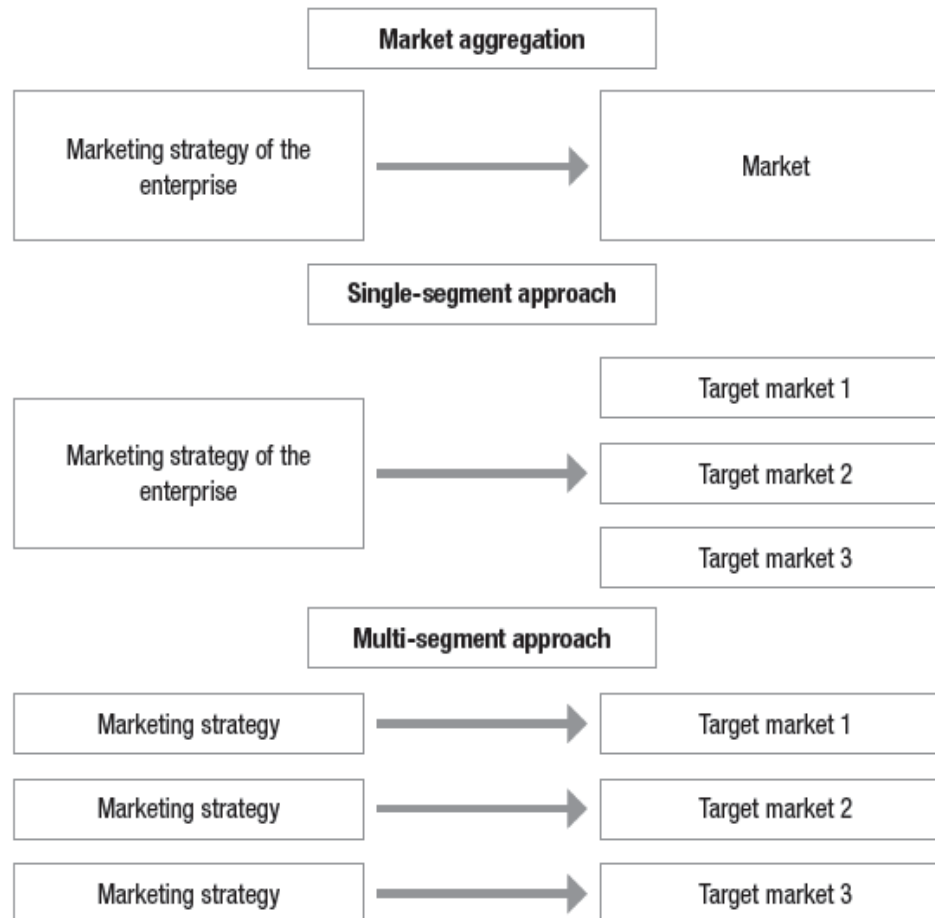 Market aggregation
Marketing strategy of the
enterprise
Market
Single-segment approach
Marketing strategy of the
enterprise
Target market 1
Target market 2
Target market 3
Multi-segment approach
Marketing strategy
Target market 1
Marketing strategy
Target market 2
Marketing strategy
Target market 3